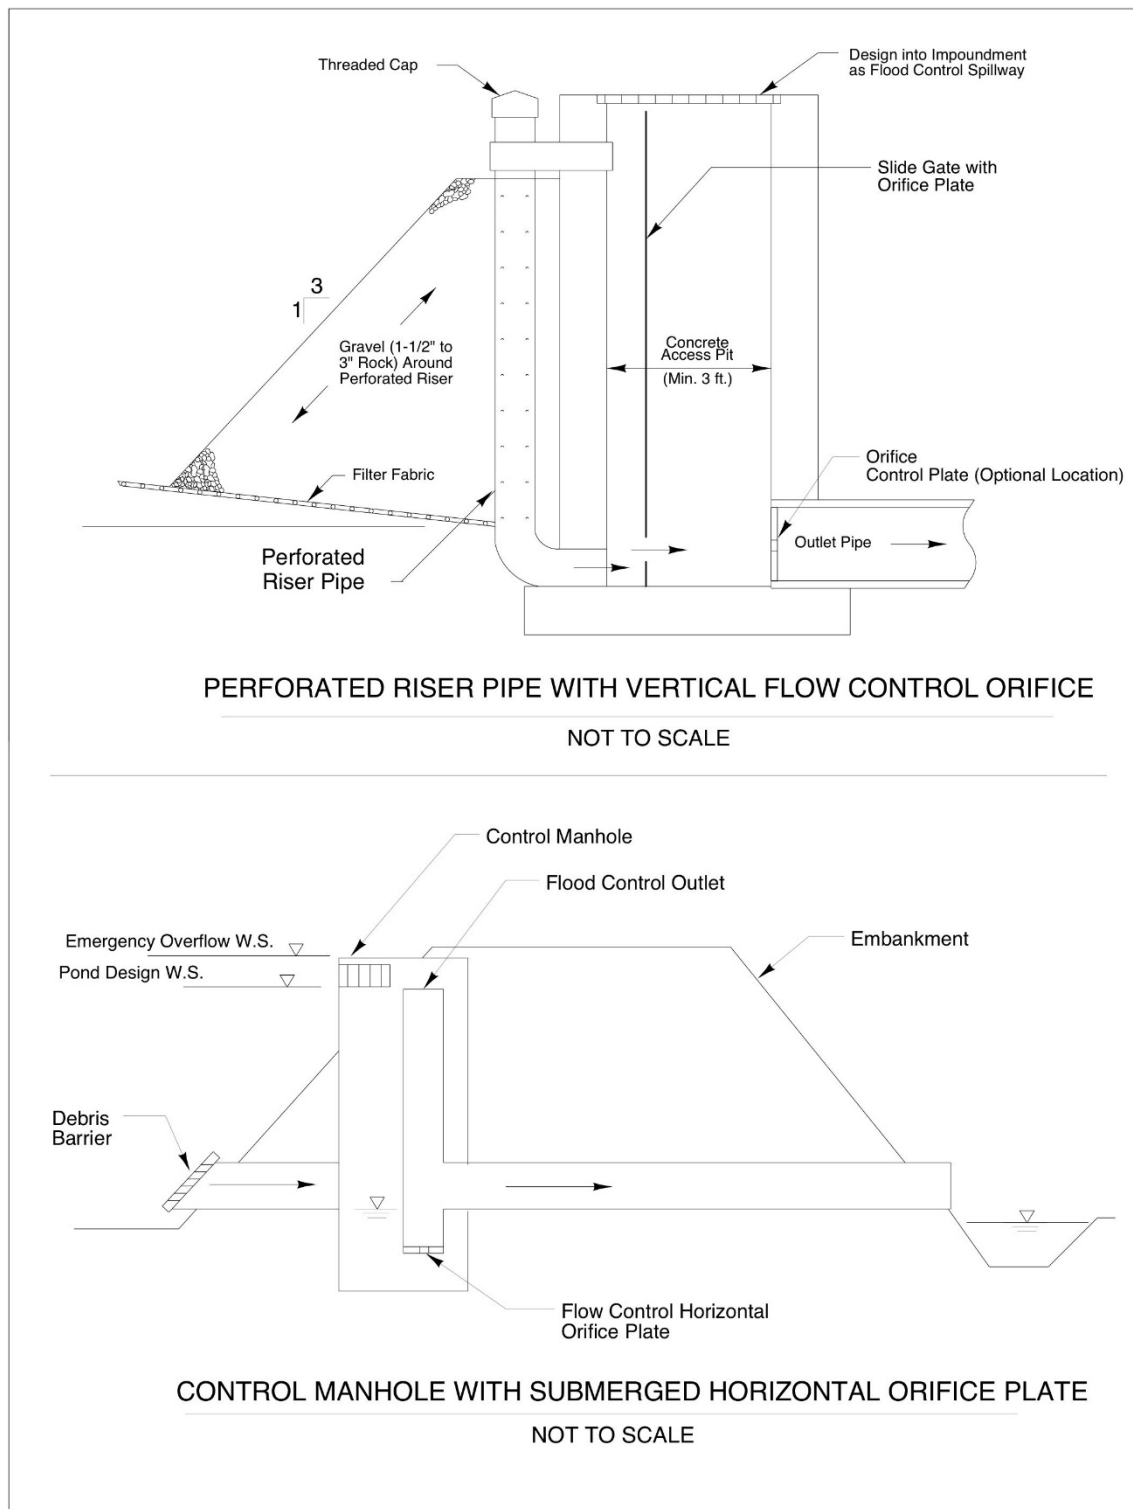 Threaded Cap
Design into Impoundment
as Flood Control Spillway
Slide Gate with
Orifice Plate
3
1
Gravel (1-1/2" to
3" Rock) Around
Perforated Riser
Concrete
Access Pit
(Min. 3 ft.)
Filter Fabric
Orifice
Control Plate (Optional Location)
Outlet Pipe
Perforated
Riser Pipe
PERFORATED RISER PIPE WITH VERTICAL FLOW CONTROL ORIFICE
NOT TO SCALE
Control Manhole
Flood Control Outlet
Emergency Overflow W.S.
Embankment
Pond Design W.S.
Debris
Barrier
Flow Control Horizontal
Orifice Plate
CONTROL MANHOLE WITH SUBMERGED HORIZONTAL ORIFICE PLATE
NOT TO SCALE